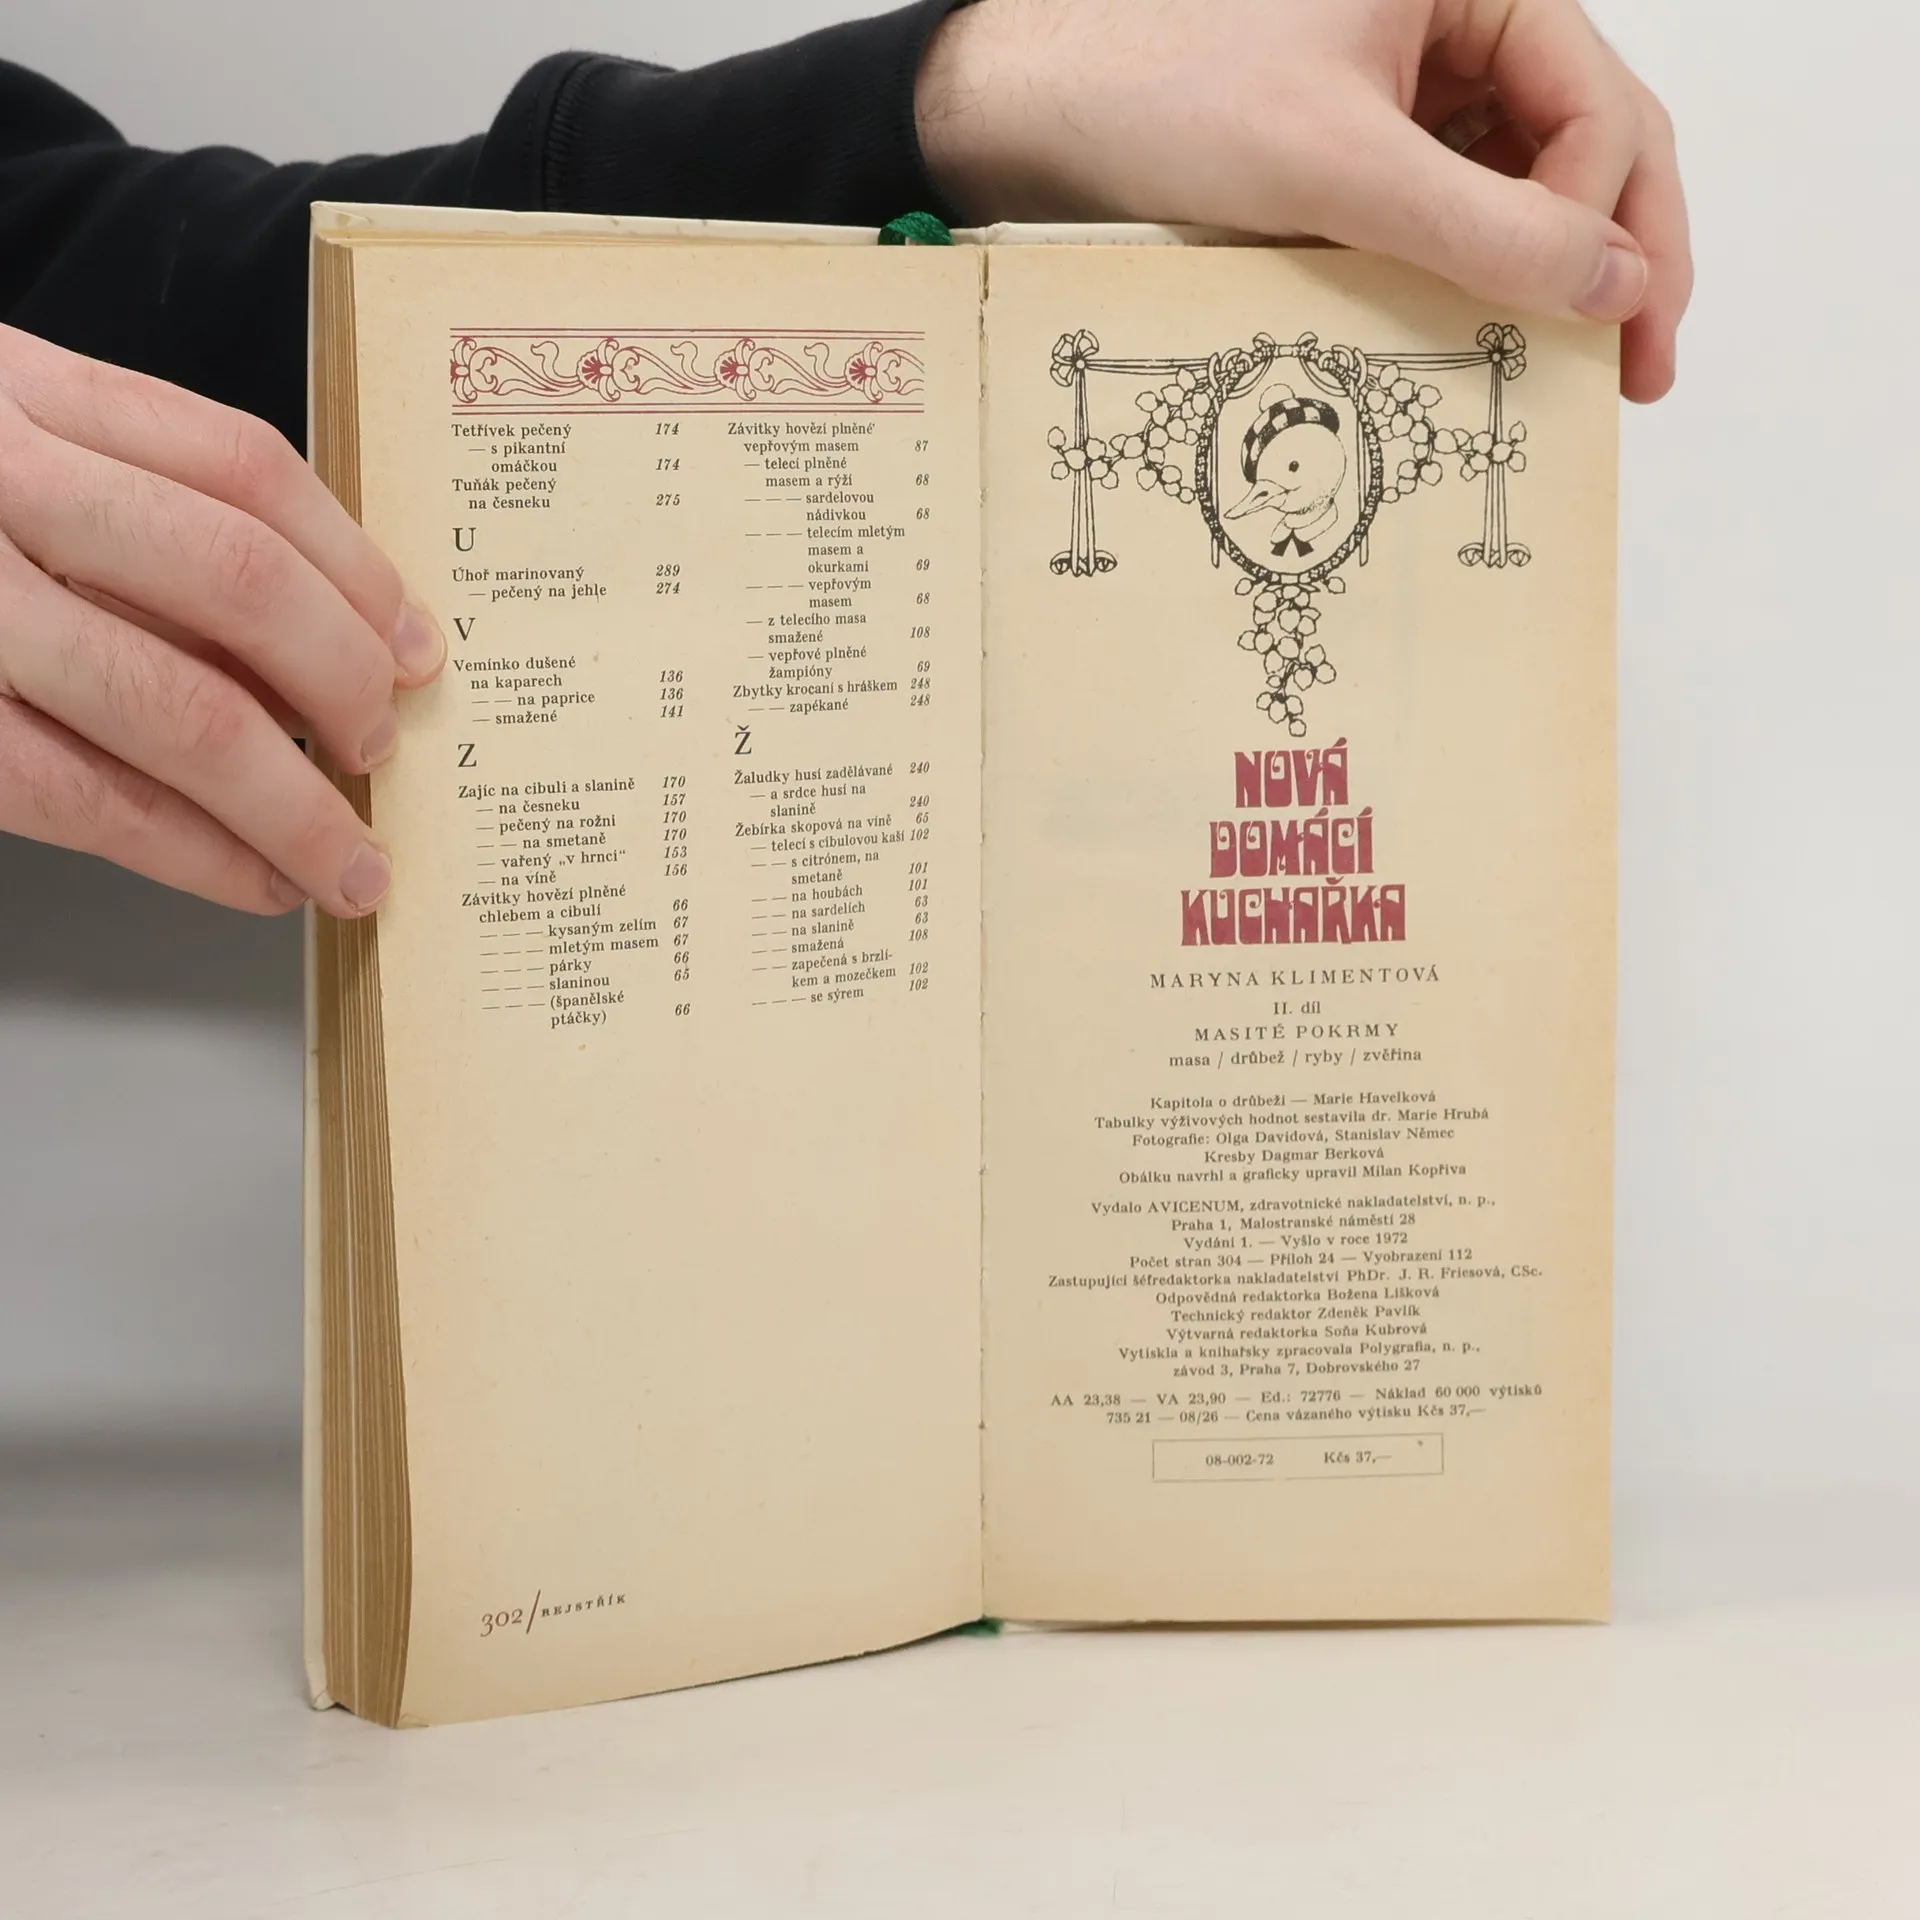 Tetřívek pečený 174
— s pikantní
omáčkou 174
Tuňák pečený
na česneku 275
U
Úhoř marinovaný 289
— pečený na jehle 274
V
Vemínko dušené
na kaparech 136
— — na paprice 136
— smažené 141
Z
Zajíc na cibuli a slanině 170
— na česneku 157
— pečený na rožni 170
— — na smetaně 170
— vařený „v hrnci“ 153
— na víně 156
Závitky hovězí plněné
chlebem a cibulí 66
— — — kysaným zelím 67
— — — mletým masem 67
— — — párky 66
— — — slaninou 65
— — — (španělské
ptáčky) 66
Závitky hovězí plněné
vepřovým masem 87
— telecí plněné
masem a rýží 68
— — — sardelovou
nádivkou 68
— — — telecím mletým
masem a
okurkami 69
— — — vepřovým
masem 68
— z telecího masa
smažené 108
— vepřové plněné
žampióny 69
Zbytky krocaní s hráškem 248
— — zapékané 248
Ž
Žaludky husí zadělávané 240
— a srdce husí na
slanině 240
Žebírka skopová na víně 65
— telecí s cibulovou kaší 102
— — s citrónem, na
smetaně 101
— — na houbách 101
— — na sardelích 63
— — na slanině 63
— — smažená 108
— — zapečená s brzlí-
kem a mozečkem 102
— — — se sýrem 102
302/REJSTŘÍK
NOVÁ
DOMÁCÍ
KUCHAŘKA
MARYNA KLIMENTOVÁ
II. díl
MASITÉ POKRMY
masa / drůbež / ryby / zvěřina
Kapitola o drůbeži — Marie Havelková
Tabulky výživových hodnot sestavila dr. Marie Hrubá
Fotografie: Olga Davidová, Stanislav Němec
Kresby Dagmar Berková
Obálku navrhl a graficky upravil Milan Kopřiva
Vydalo AVICENUM, zdravotnické nakladatelství, n. p.,
Praha 1, Malostranské náměstí 28
Vydání 1. — Vyšlo v roce 1972
Počet stran 304 — Příloh 24 — Vyobrazení 112
Zastupující šéfredaktorka nakladatelství PhDr. J. R. Friesová, CSc.
Odpovědná redaktorka Božena Lišková
Technický redaktor Zdeněk Pavlík
Výtvarná redaktorka Soňa Kubrová
Vytiskla a knihařsky zpracovala Polygrafia, n. p.,
závod 3, Praha 7, Dobrovského 27
AA 23,38 — VA 23,90 — Ed.: 72776 — Náklad 60 000 výtisků
735 21 — 08/26 — Cena vázaného výtisku Kčs 37,—
08-002-72 Kčs 37,—